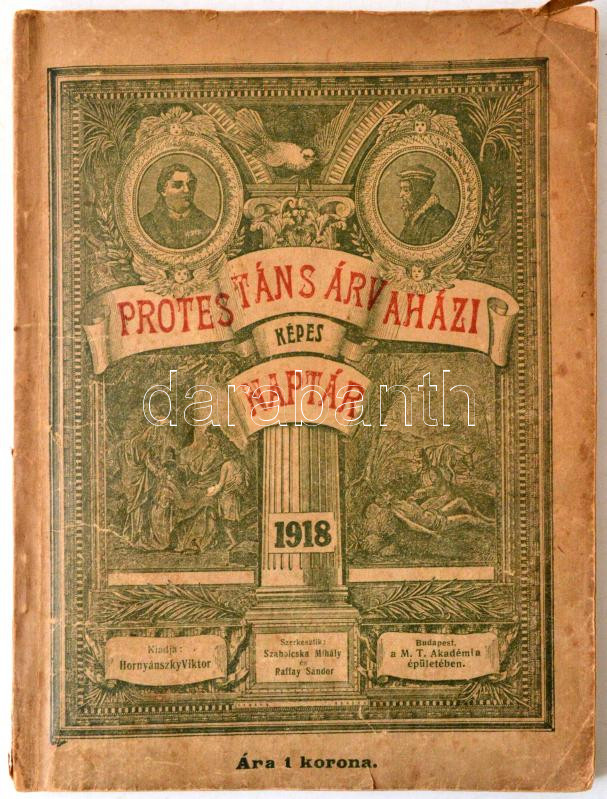 PROTESTÁNS ÁRVAHÁZI
KÉPES
NAPTÁR
darabanth
1918
Kiadja:
Hornyánszky Viktor
Szerkesztik:
Szabolcska Mihály
és
Raffay Sándor
Budapest,
a M. T. Akadémia
épületében.
Ára 1 korona.